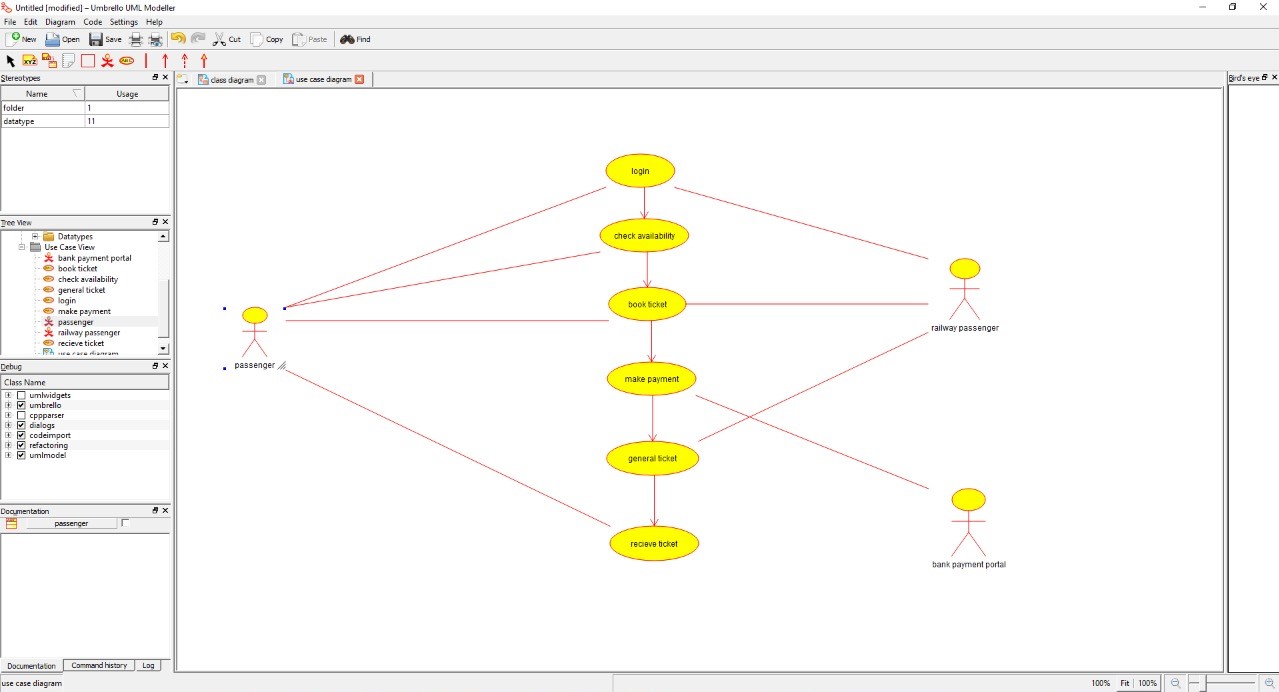 Untitled [modified] – Umbrello UML Modeller
File Edit Diagram Code Settings Help
New Open Save Cut Copy Paste Find
XYZ ABC
Stereotypes
Name Usage
folder 1
datatype 11
Tree View
Datatypes
Use Case View
bank payment portal
book ticket
check availability
general ticket
login
make payment
passenger
railway passenger
recieve ticket
use case diagram
Debug
Class Name
umlwidgets
umbrello
cppparser
dialogs
codeimport
refactoring
umlmodel
Documentation
passenger
Documentation Command history Log
use case diagram
class diagram use case diagram
login
check availability
book ticket
make payment
general ticket
recieve ticket
passenger
railway passenger
bank payment portal
Bird's eye
100% Fit 100%